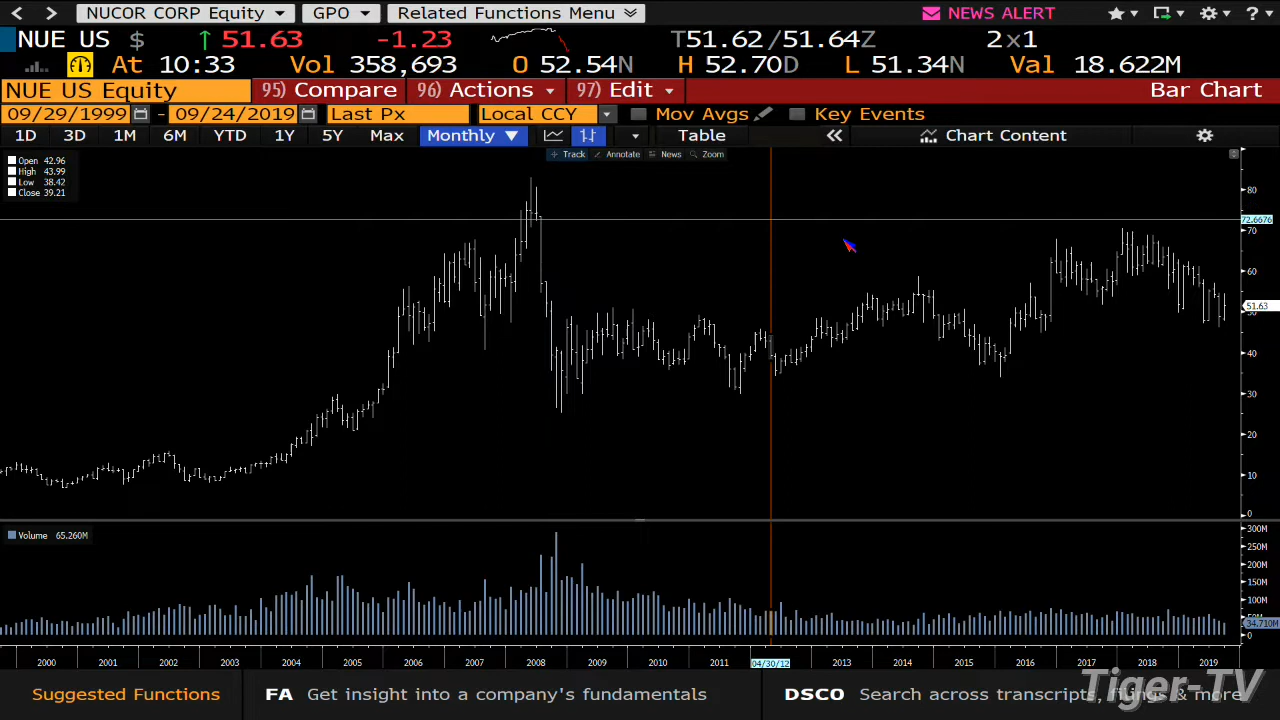 NUCOR CORP Equity GPO Related Functions Menu NEWS ALERT
NUE US $ ↑ 51.63 -1.23 T51.62 /51.64Z 2x1
At 10:33 Vol 358,693 O 52.54N H 52.70D L 51.34N Val 18.622M
NUE US Equity 95) Compare 96) Actions 97) Edit Bar Chart
09/29/1999 - 09/24/2019 Last Px Local CCY Mov Avgs Key Events
1D 3D 1M 6M YTD 1Y 5Y Max Monthly ▼ Table « Chart Content
Track Annotate News Zoom
Open 42.96
High 43.99
Low 38.42
Close 39.21
80
72.6676
70
60
51.63
50
40
30
20
10
0
Volume 65.260M
300M
250M
200M
150M
100M
50M
34.710M
0
2000 2001 2002 2003 2004 2005 2006 2007 2008 2009 2010 2011 04/30/12 2013 2014 2015 2016 2017 2018 2019
Suggested Functions FA Get insight into a company's fundamentals DSCO Search across transcripts, filings & more
Tiger-TV